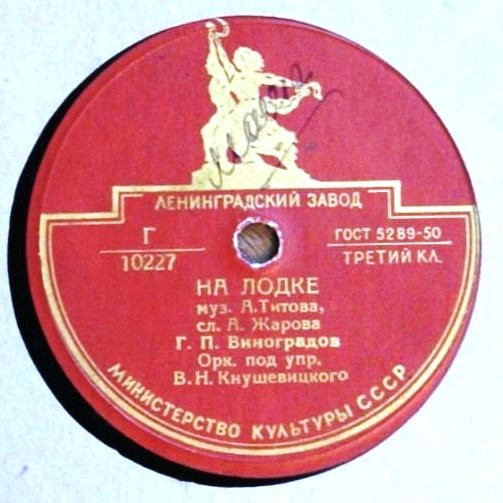 ЛЕНИНГРАДСКИЙ ЗАВОД
Г
10227
ГОСТ 5289-50
ТРЕТИЙ КЛ.
НА ЛОДКЕ
муз. А. Титова,
сл. А. Жарова
Г. П. Виноградов
Орк. под упр.
В. Н. Кнушевицкого
МИНИСТЕРСТВО КУЛЬТУРЫ СССР